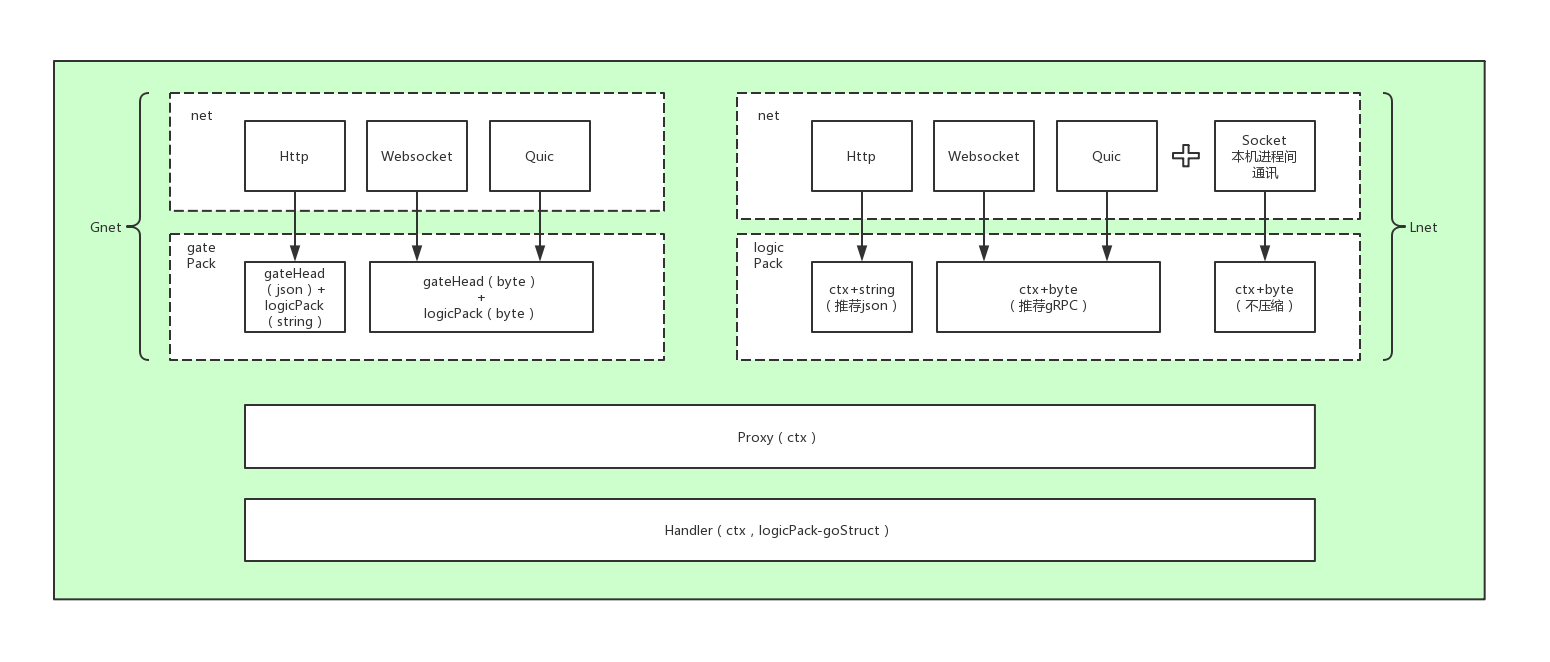 net
Http
Websocket
Quic
net
Http
Websocket
Quic
Socket
本机进程间
通讯
Gnet
Lnet
gate
Pack
gateHead
（json）+
logicPack
（string）
gateHead（byte）
+
logicPack（byte）
logic
Pack
ctx+string
（推荐json）
ctx+byte
（推荐gRPC）
ctx+byte
（不压缩）
Proxy（ctx）
Handler（ctx，logicPack-goStruct）